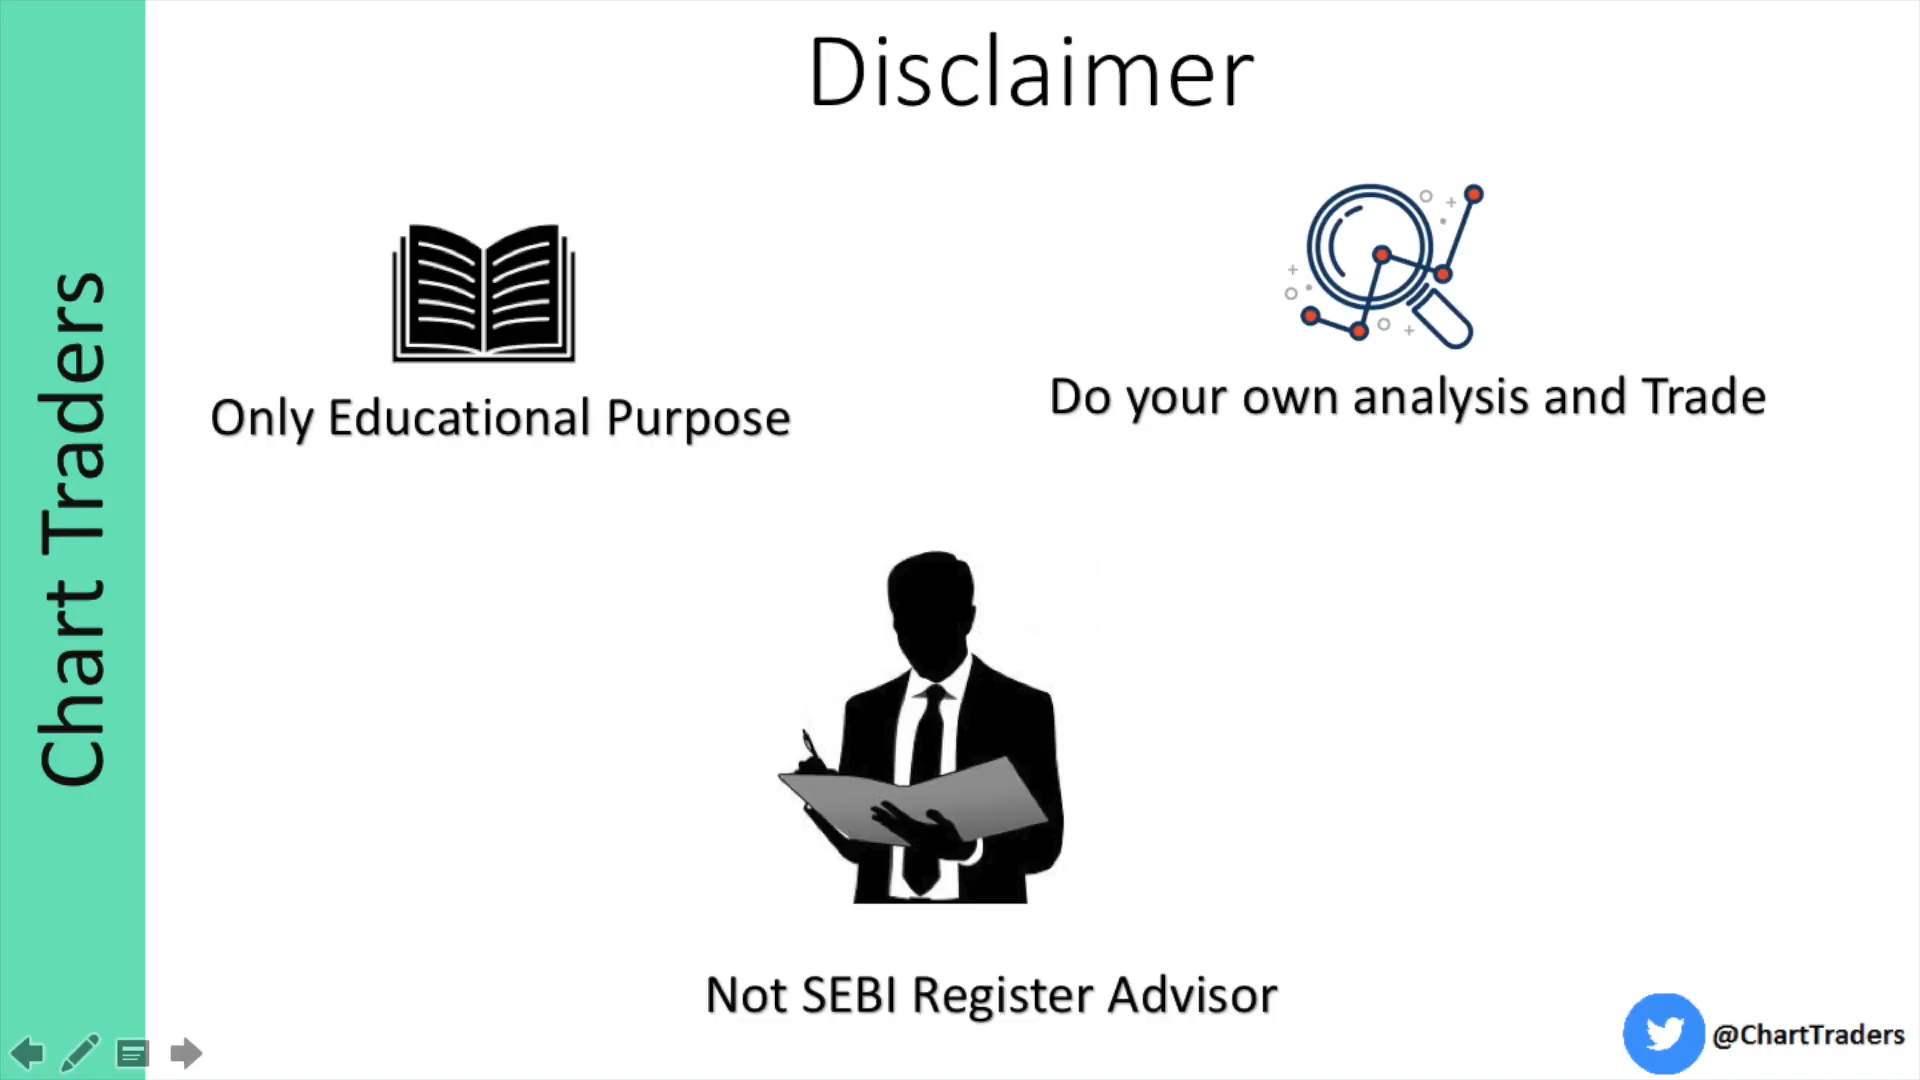 Disclaimer
Chart Traders
Only Educational Purpose
Do your own analysis and Trade
Not SEBI Register Advisor
@ChartTraders